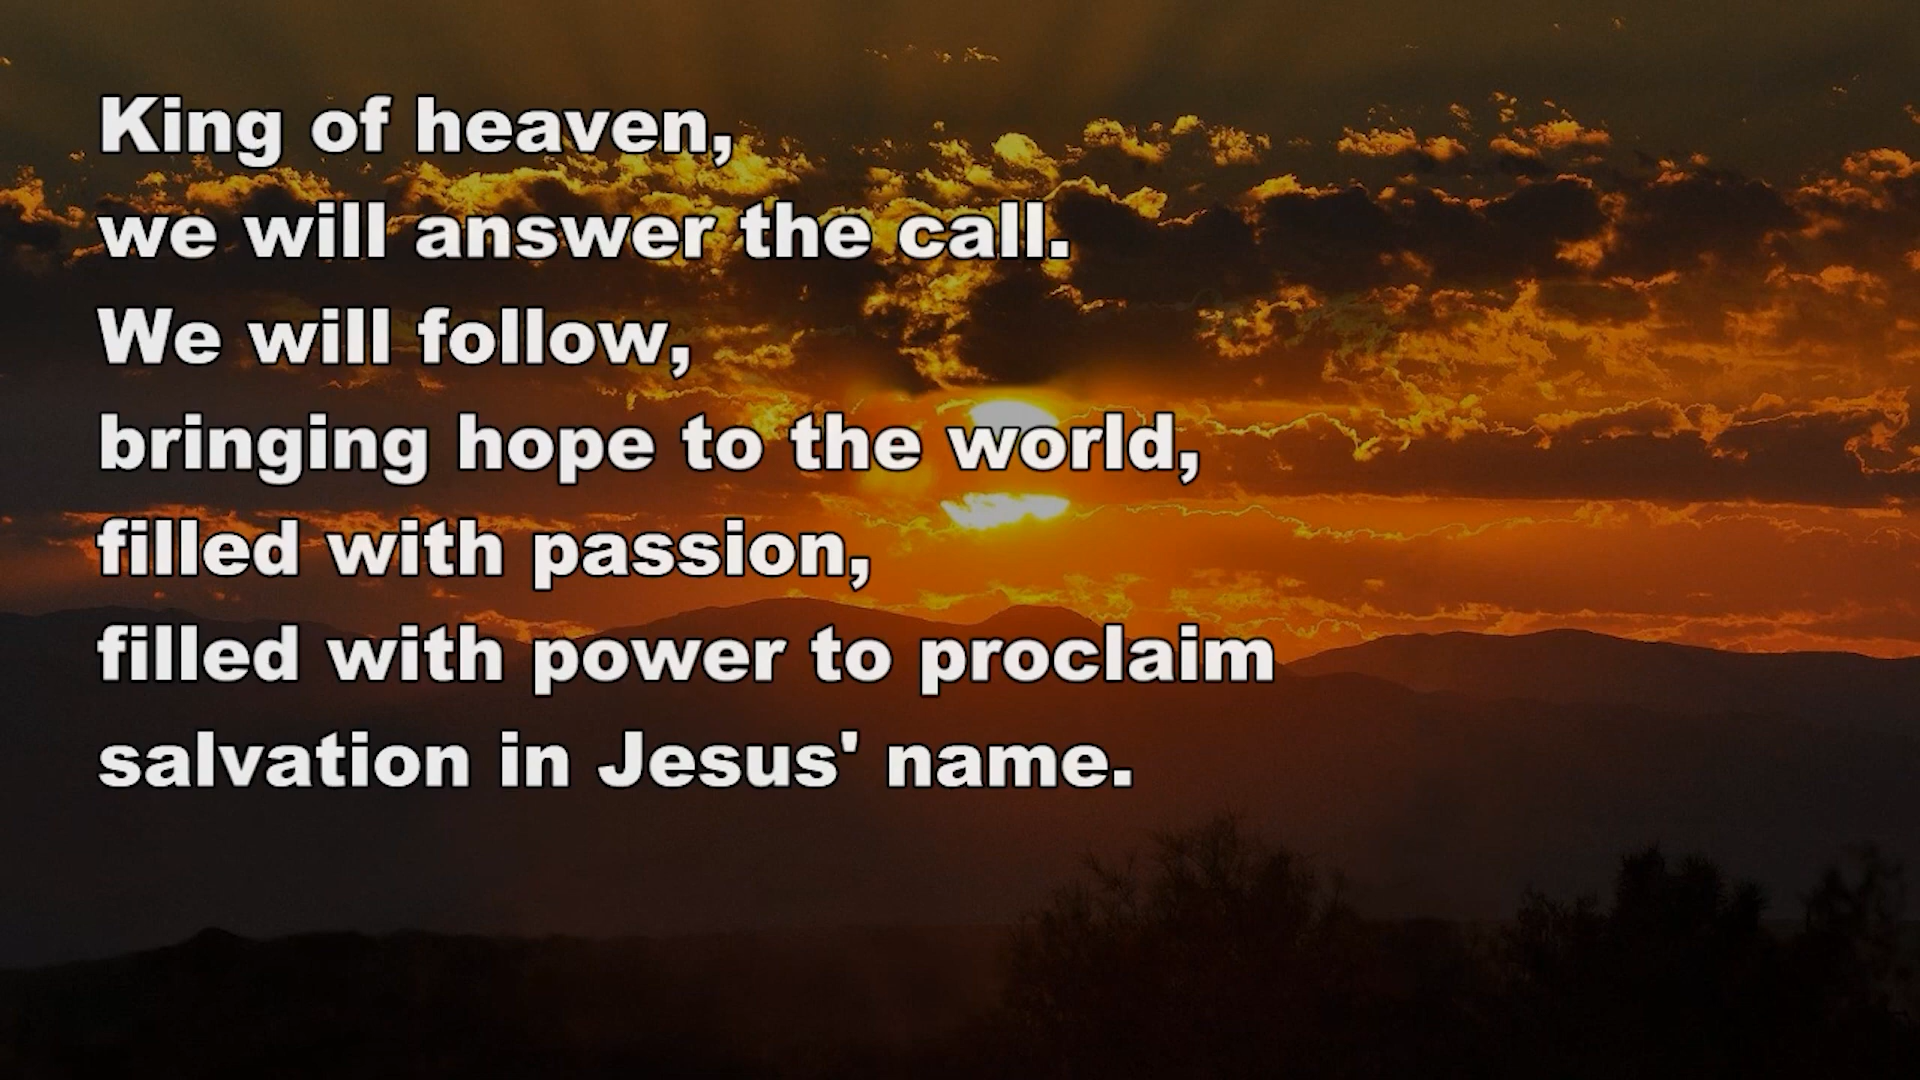 King of heaven,
we will answer the call.
We will follow,
bringing hope to the world,
filled with passion,
filled with power to proclaim
salvation in Jesus' name.